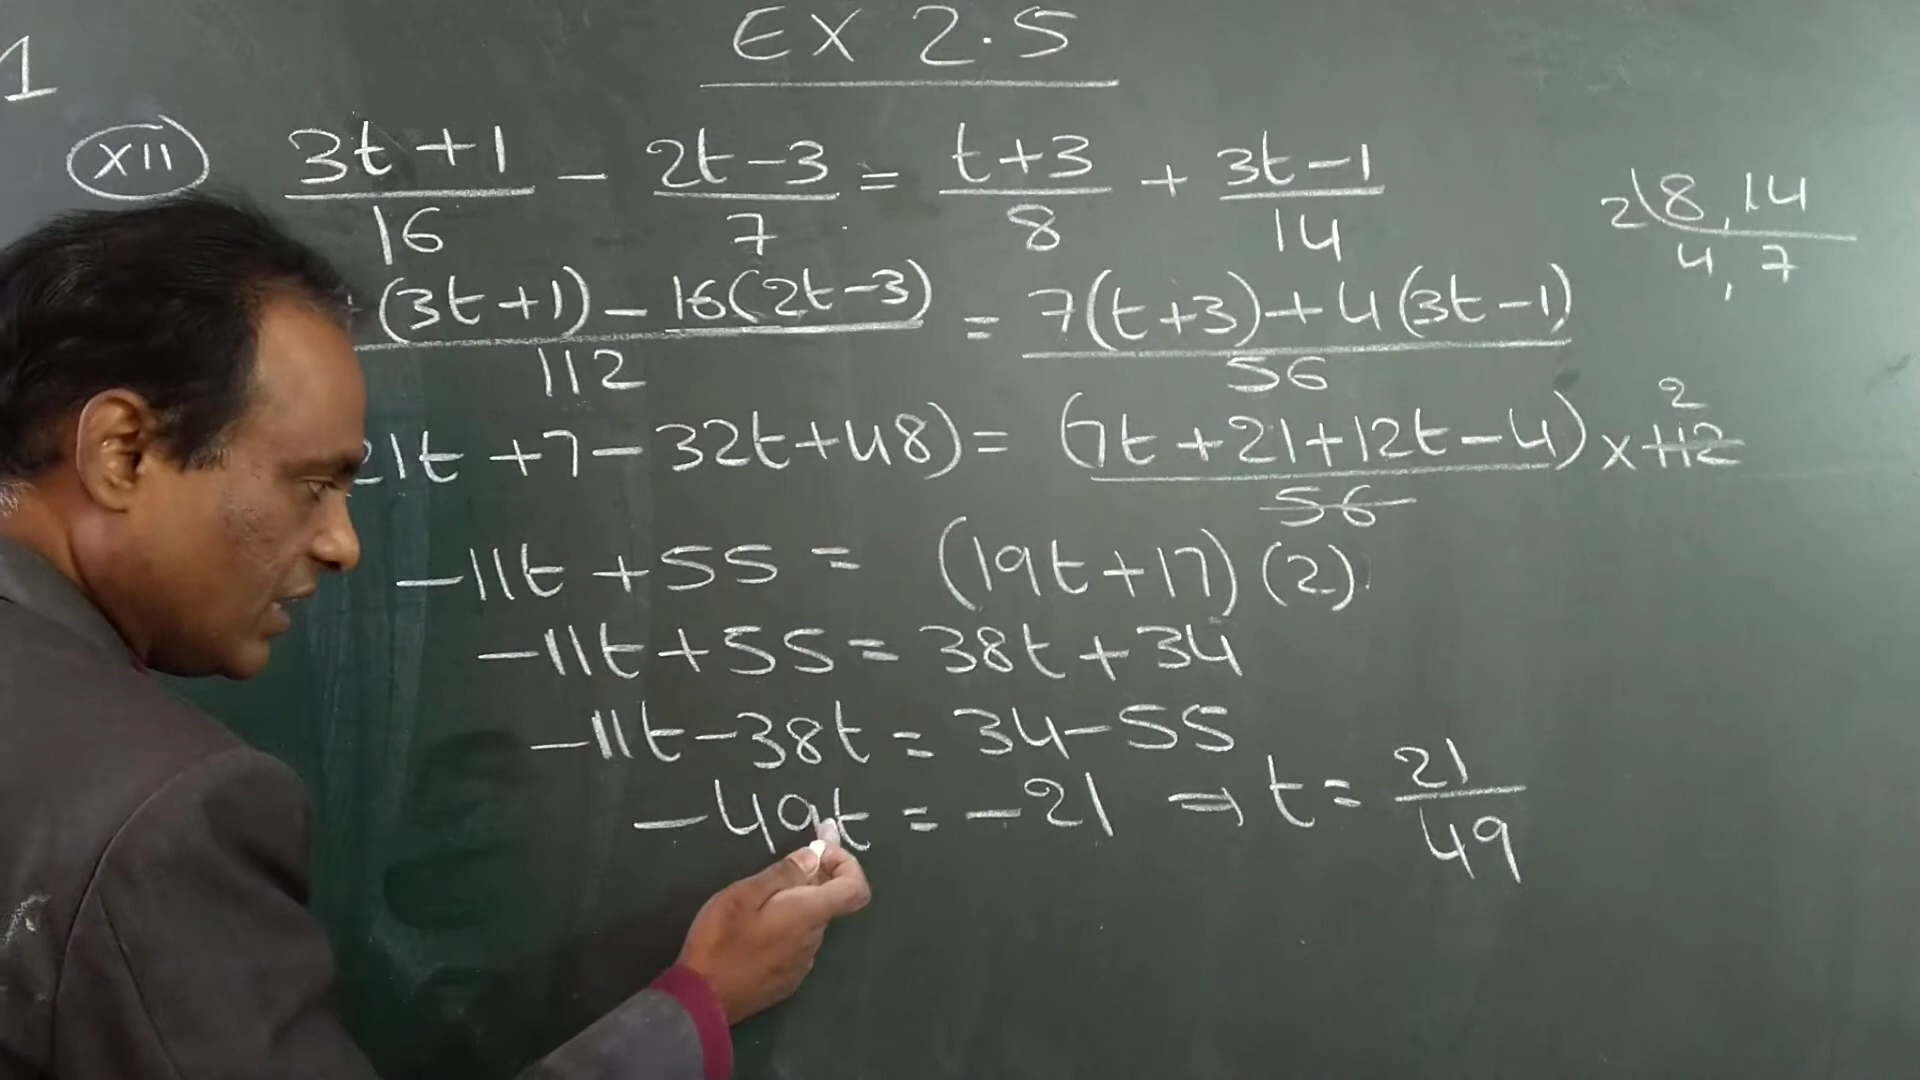 EX 2.5
1
(xii) 3t+1/16 - 2t-3/7 = t+3/8 + 3t-1/14
2 8, 14
4, 7
(3t+1) - 16(2t-3)/112 = 7(t+3)+4(3t-1)/56
21t +7-32t+48) = (7t+21+12t-4)/56 × 112 2
-11t +55 = (19t+17)(2)
-11t+55 = 38t+34
-11t-38t = 34-55
-49t = -21 ⇒ t = 21/49